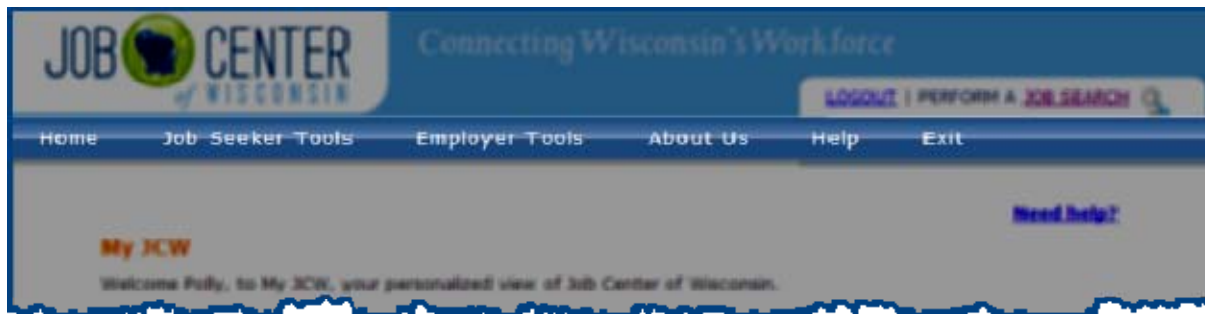 JOB CENTER
of WISCONSIN
Connecting Wisconsin's Workforce
LOGOUT | PERFORM A JOB SEARCH
Home Job Seeker Tools Employer Tools About Us Help Exit
Need help?
My JCW
Welcome Polly, to My JCW, your personalized view of Job Center of Wisconsin.